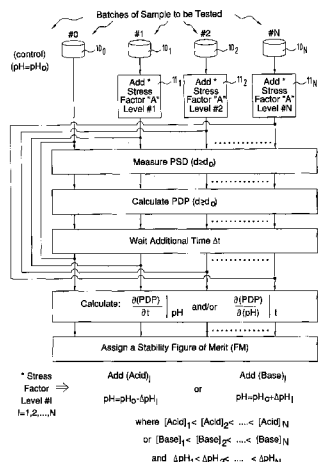 Batches of Sample to be Tested
#0 #1 #2 #N
(control)
(pH=pH₀)
10₀ 10₁ 10₂ 10N
Add *
Stress
Factor "A"
Level #1
11₁
Add *
Stress
Factor "A"
Level #2
11₂
Add *
Stress
Factor "A"
Level #N
11N
Measure PSD (d≥d₀)
Calculate PDP (d≥d₀)
Wait Additional Time Δt
Calculate: ∂(PDP)/∂t | pH and/or ∂(PDP)/∂(pH) | t
Assign a Stability Figure of Merit (FM)
* Stress
Factor ⇒
Level #I
I=1,2,...,N
Add (Acid)I
pH=pH₀-ΔpHI
or
Add (Base)I
pH=pH₀+ΔpHI
where [Acid]₁< [Acid]₂< ....< [Acid]N
or [Base]₁< [Base]₂< .... < [Base]N
and ΔpH₁< ΔpH₂< .... < ΔpHN